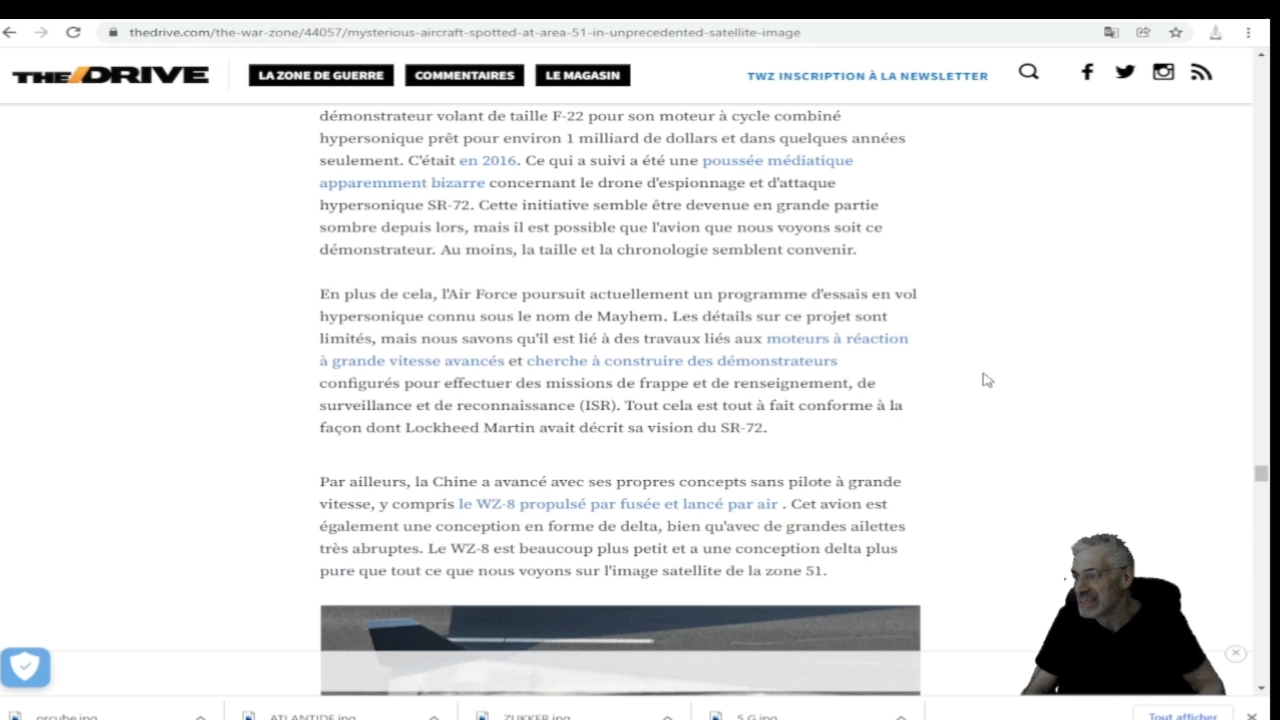 thedrive.com/the-war-zone/44057/mysterious-aircraft-spotted-at-area-51-in-unprecedented-satellite-image
THE DRIVE
LA ZONE DE GUERRE
COMMENTAIRES
LE MAGASIN
TWZ INSCRIPTION À LA NEWSLETTER
démonstrateur volant de taille F-22 pour son moteur à cycle combiné
hypersonique prêt pour environ 1 milliard de dollars et dans quelques années
seulement. C'était en 2016. Ce qui a suivi a été une poussée médiatique
apparemment bizarre concernant le drone d'espionnage et d'attaque
hypersonique SR-72. Cette initiative semble être devenue en grande partie
sombre depuis lors, mais il est possible que l'avion que nous voyons soit ce
démonstrateur. Au moins, la taille et la chronologie semblent convenir.
En plus de cela, l'Air Force poursuit actuellement un programme d'essais en vol
hypersonique connu sous le nom de Mayhem. Les détails sur ce projet sont
limités, mais nous savons qu'il est lié à des travaux liés aux moteurs à réaction
à grande vitesse avancés et cherche à construire des démonstrateurs
configurés pour effectuer des missions de frappe et de renseignement, de
surveillance et de reconnaissance (ISR). Tout cela est tout à fait conforme à la
façon dont Lockheed Martin avait décrit sa vision du SR-72.
Par ailleurs, la Chine a avancé avec ses propres concepts sans pilote à grande
vitesse, y compris le WZ-8 propulsé par fusée et lancé par air . Cet avion est
également une conception en forme de delta, bien qu'avec de grandes ailettes
très abruptes. Le WZ-8 est beaucoup plus petit et a une conception delta plus
pure que tout ce que nous voyons sur l'image satellite de la zone 51.
orcube.jpg
ATLANTIDE.jpg
ZUKKER.jpg
5 G.jpg
Tout afficher